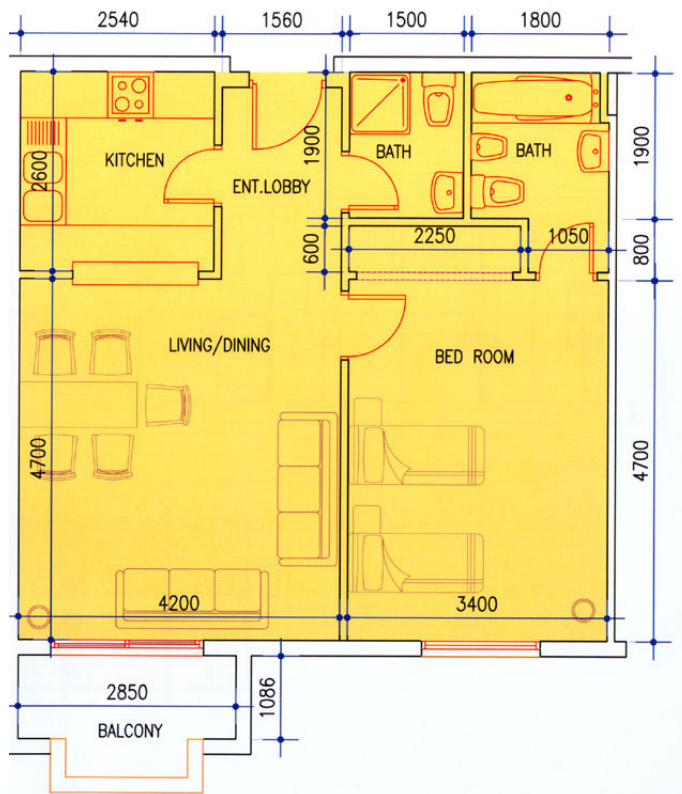 2540 1560 1500 1800
KITCHEN
2600
ENT.LOBBY
1900
BATH
BATH
1900
600
2250
1050
800
LIVING/DINING
BED ROOM
4700
4700
4200
3400
2850
1086
BALCONY